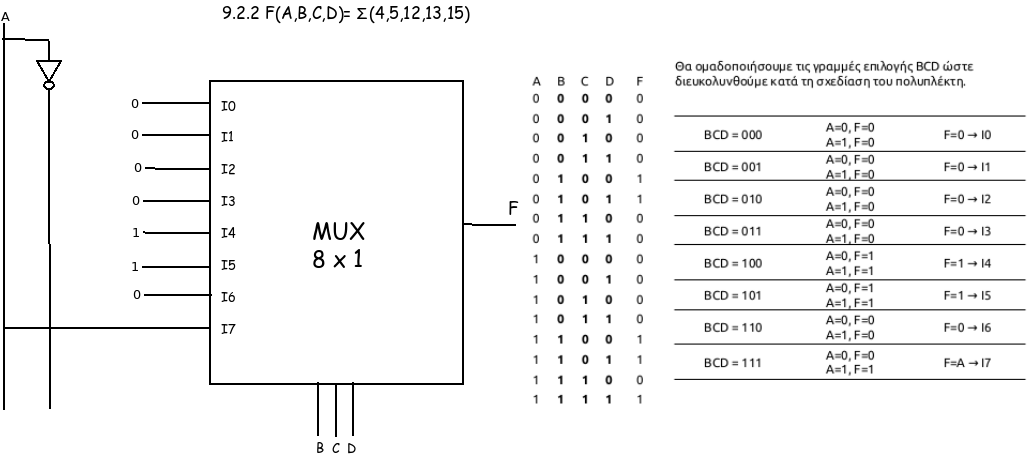 A
9.2.2 F(A,B,C,D)= Σ(4,5,12,13,15)
0 I0
0 I1
0 I2
0 I3
1 I4
1 I5
0 I6
I7
MUX
8 x 1
F
B C D
A B C D F
0 0 0 0 0
0 0 0 1 0
0 0 1 0 0
0 0 1 1 0
0 1 0 0 1
0 1 0 1 1
0 1 1 0 0
0 1 1 1 0
1 0 0 0 0
1 0 0 1 0
1 0 1 0 0
1 0 1 1 0
1 1 0 0 1
1 1 0 1 1
1 1 1 0 0
1 1 1 1 1
Θα ομαδοποιήσουμε τις γραμμές επιλογής BCD ώστε
διευκολυνθούμε κατά τη σχεδίαση του πολυπλέκτη.
BCD = 000
A=0, F=0
A=1, F=0
F=0 → I0
BCD = 001
A=0, F=0
A=1, F=0
F=0 → I1
BCD = 010
A=0, F=0
A=1, F=0
F=0 → I2
BCD = 011
A=0, F=0
A=1, F=0
F=0 → I3
BCD = 100
A=0, F=1
A=1, F=1
F=1 → I4
BCD = 101
A=0, F=1
A=1, F=1
F=1 → I5
BCD = 110
A=0, F=0
A=1, F=0
F=0 → I6
BCD = 111
A=0, F=0
A=1, F=1
F=A → I7